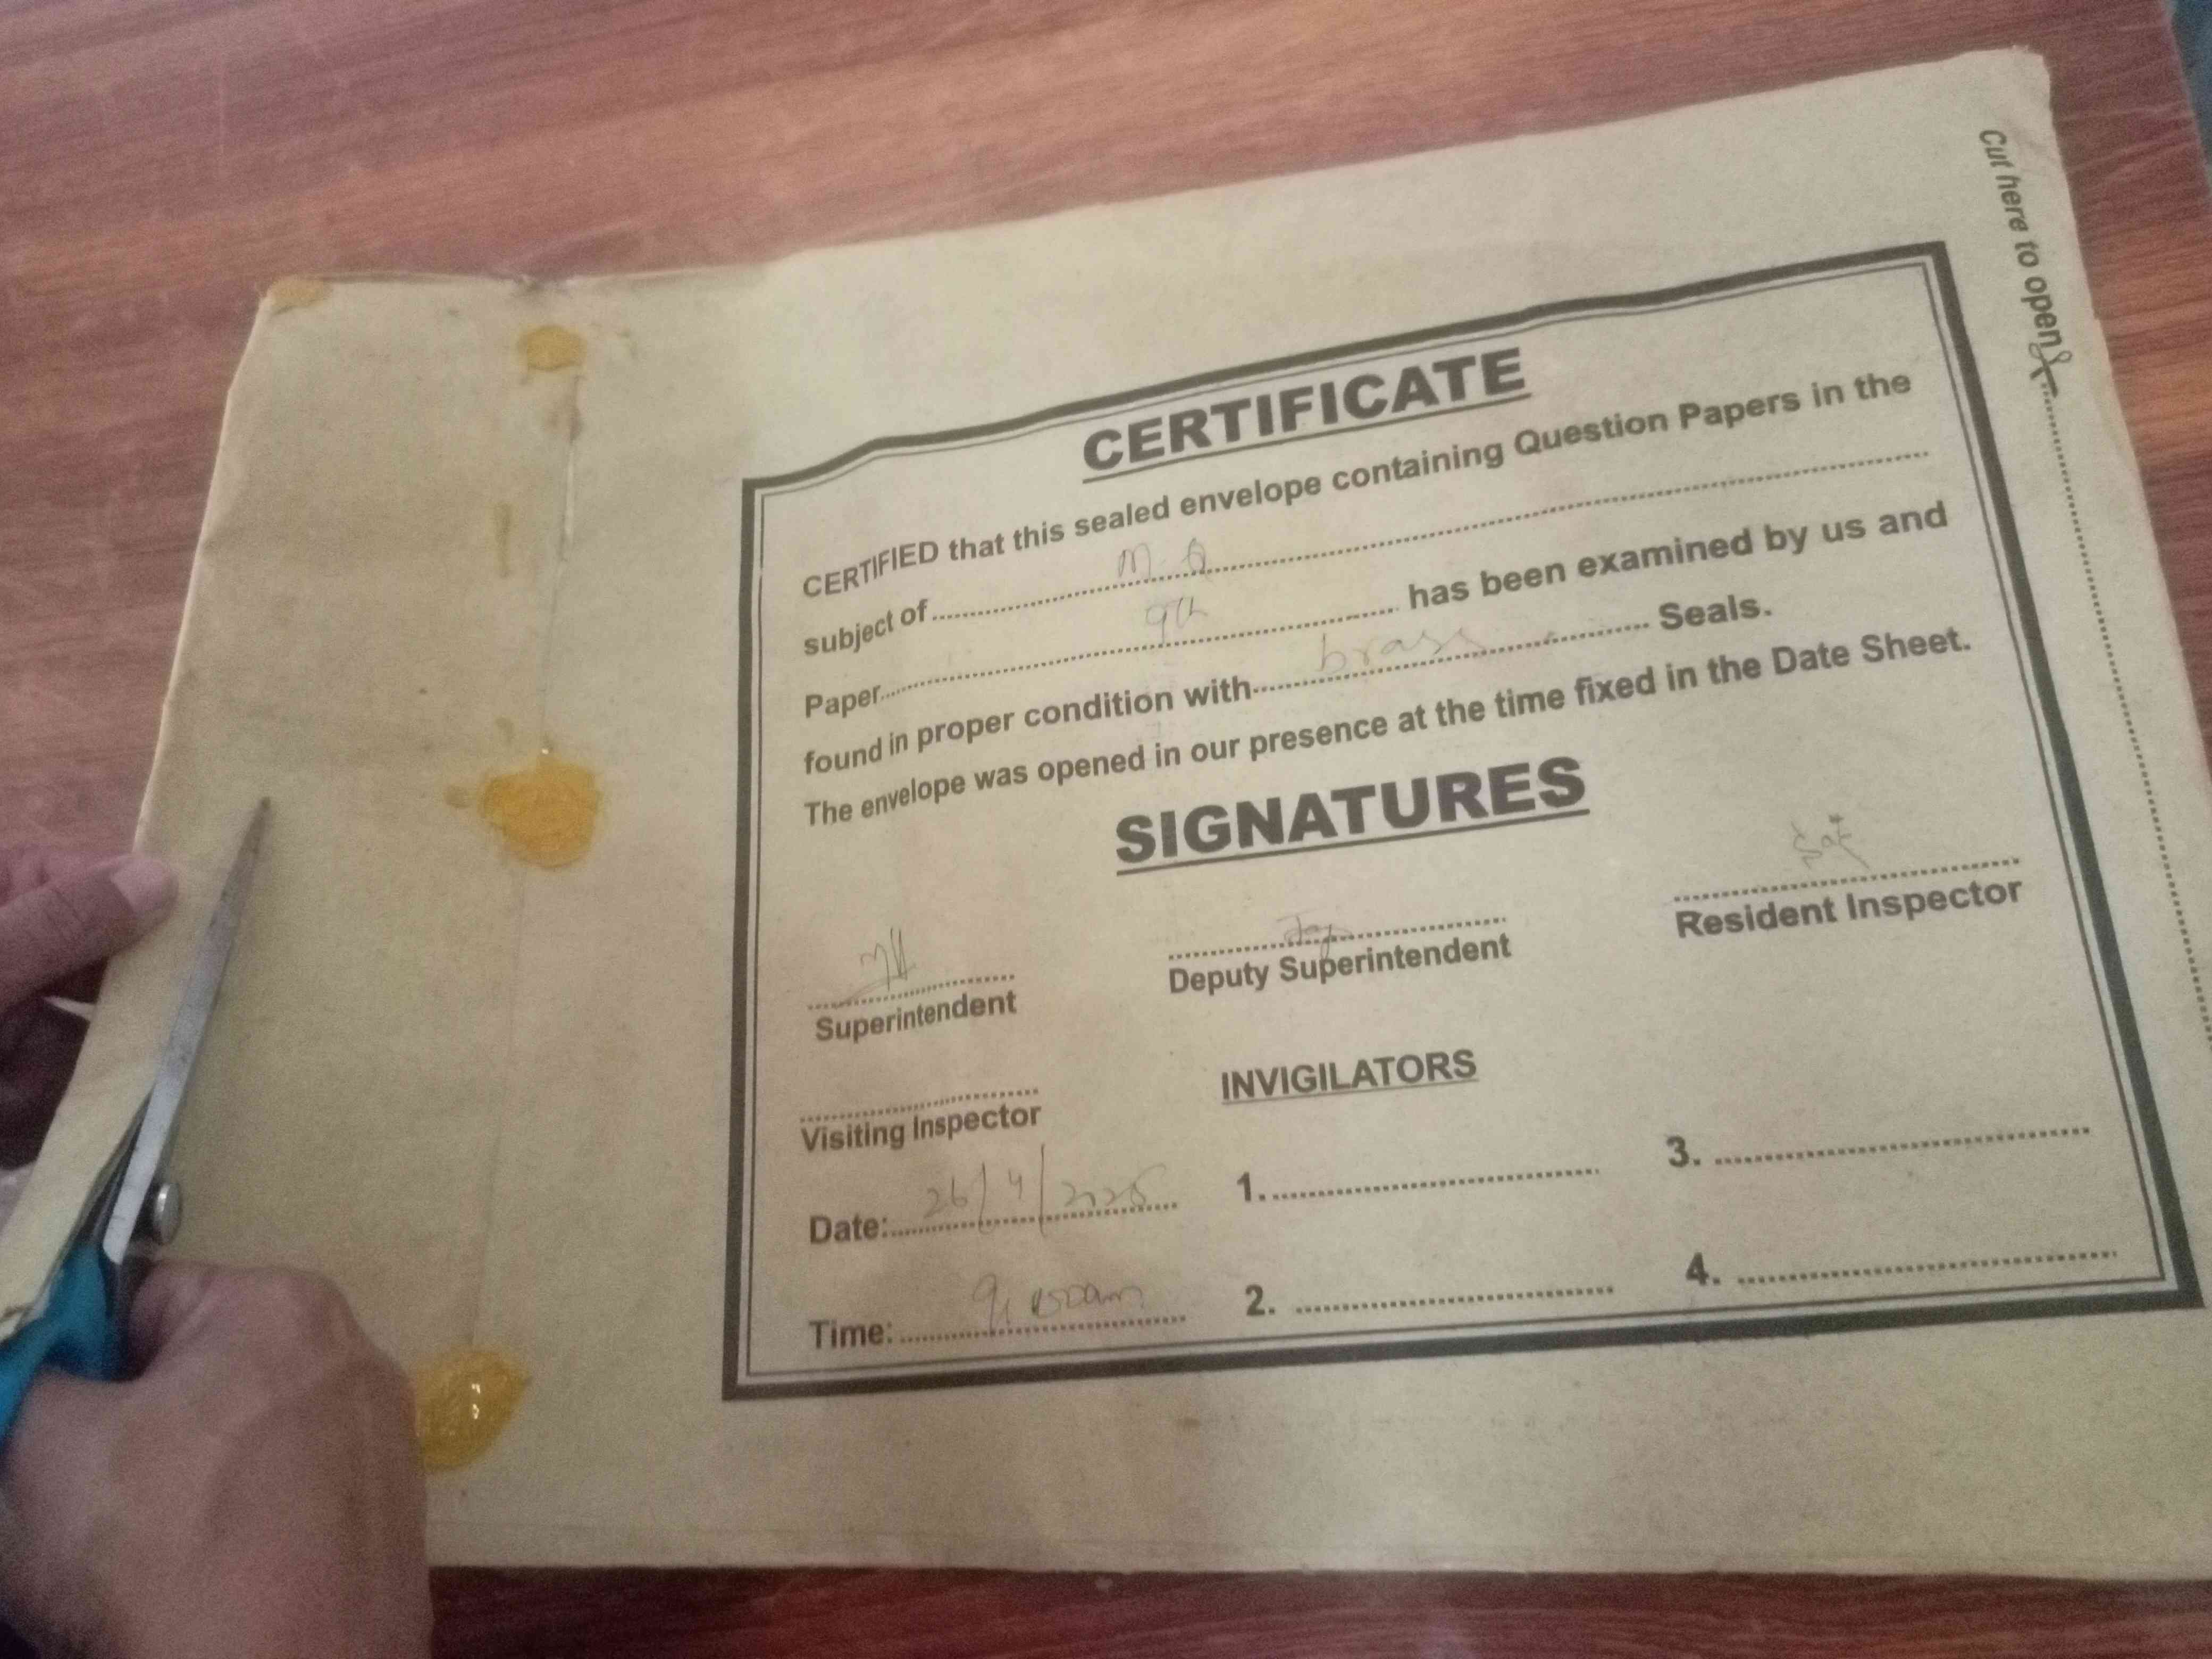 Cut here to open
CERTIFICATE
CERTIFIED that this sealed envelope containing Question Papers in the
subject of M.Q
Paper 9th has been examined by us and
found in proper condition with brass Seals.
The envelope was opened in our presence at the time fixed in the Date Sheet.
SIGNATURES
Superintendent
Deputy Superintendent
Resident Inspector
Visiting Inspector
INVIGILATORS
Date: 26/4/2025
1.
3.
Time:
2.
4.